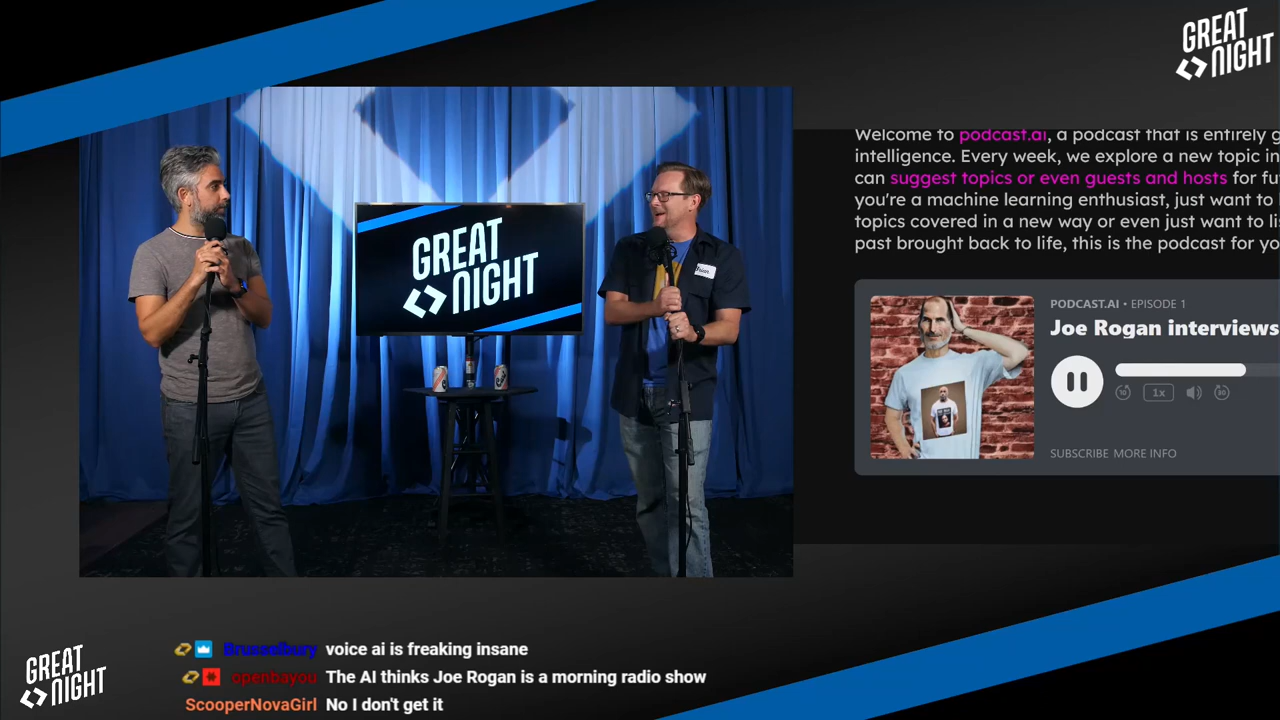 GREAT
NIGHT
Welcome to podcast.ai, a podcast that is entirely g
intelligence. Every week, we explore a new topic in
can suggest topics or even guests and hosts for fu
you're a machine learning enthusiast, just want to
topics covered in a new way or even just want to li
past brought back to life, this is the podcast for yo
GREAT
NIGHT
PODCAST.AI • EPISODE 1
Joe Rogan interviews
1x
SUBSCRIBE MORE INFO
GREAT
NIGHT
Brusselbury voice ai is freaking insane
openbayou The AI thinks Joe Rogan is a morning radio show
ScooperNovaGirl No I don't get it